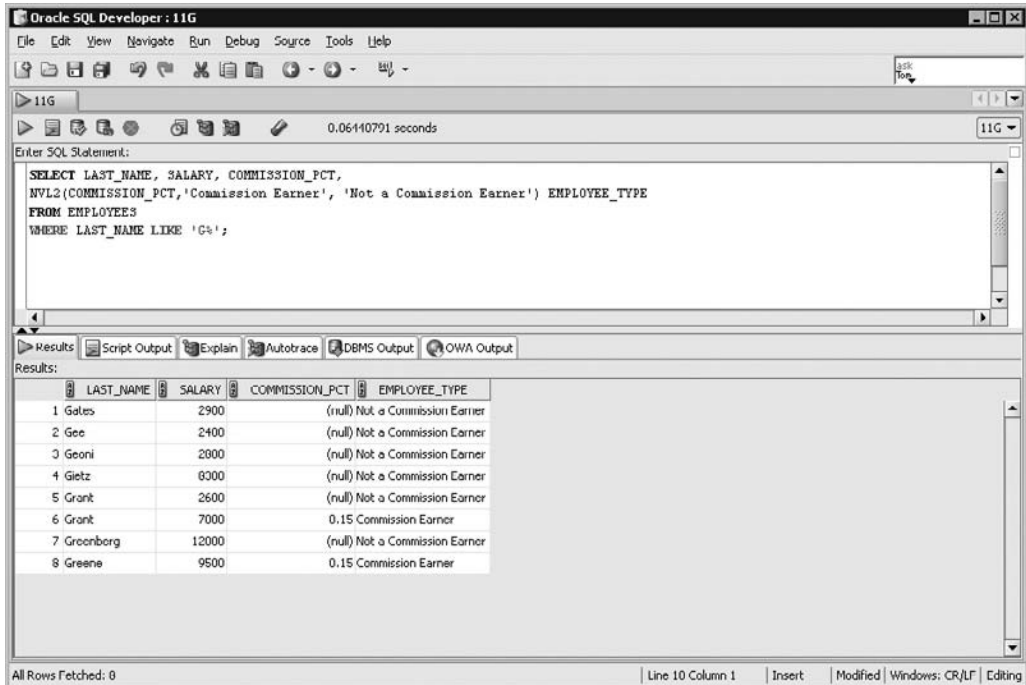 Oracle SQL Developer : 11G
File Edit View Navigate Run Debug Source Tools Help
ask Tom
11G
0.06440791 seconds 11G
Enter SQL Statement:
SELECT LAST_NAME, SALARY, COMMISSION_PCT,
NVL2(COMMISSION_PCT,'Commission Earner', 'Not a Commission Earner') EMPLOYEE_TYPE
FROM EMPLOYEES
WHERE LAST_NAME LIKE 'G%';
Results Script Output Explain Autotrace DBMS Output OWA Output
Results:
LAST_NAME SALARY COMMISSION_PCT EMPLOYEE_TYPE
1 Gates 2900 (null) Not a Commission Earner
2 Gee 2400 (null) Not a Commission Earner
3 Geoni 2800 (null) Not a Commission Earner
4 Gietz 8300 (null) Not a Commission Earner
5 Grant 2600 (null) Not a Commission Earner
6 Grant 7000 0.15 Commission Earner
7 Greenberg 12000 (null) Not a Commission Earner
8 Greene 9500 0.15 Commission Earner
All Rows Fetched: 8 Line 10 Column 1 Insert Modified Windows: CR/LF Editing